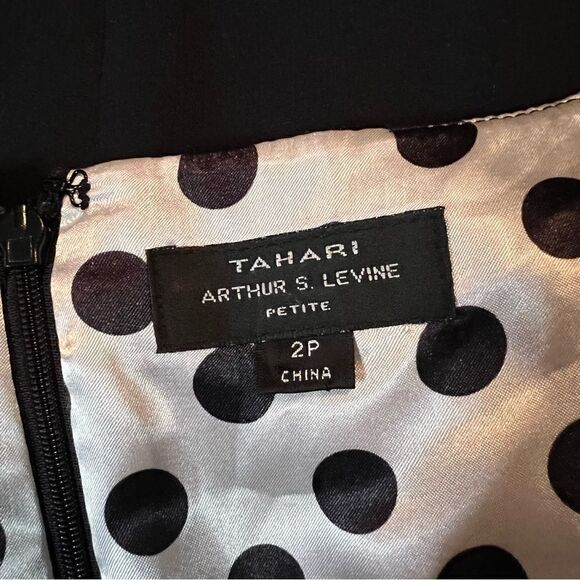 TAHARI
ARTHUR S. LEVINE
PETITE
2P
CHINA